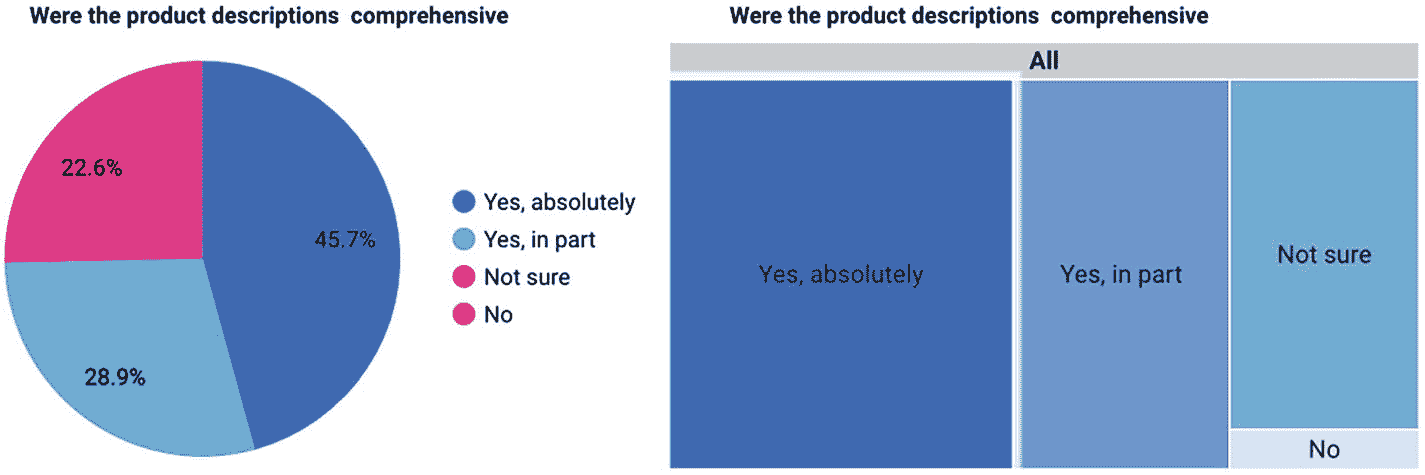 Were the product descriptions comprehensive
22.6%
45.7%
28.9%
Yes, absolutely
Yes, in part
Not sure
No
Were the product descriptions comprehensive
All
Yes, absolutely
Yes, in part
Not sure
No